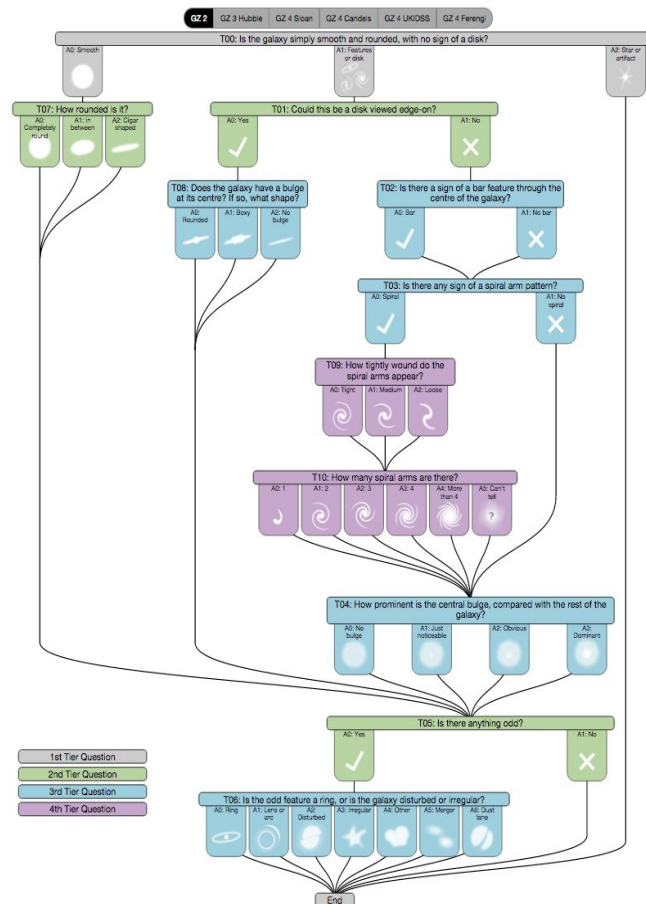 GZ 2 GZ 3 Hubble GZ 4 Sloan GZ 4 Candels GZ 4 UKIDSS GZ 4 Ferengi
T00: Is the galaxy simply smooth and rounded, with no sign of a disk?
A0: Smooth
A1: Features
or disk
A2: Star or
artifact
T07: How rounded is it?
A0:
Completely
round
A1: In
between
A2: Cigar
shaped
T01: Could this be a disk viewed edge-on?
A0: Yes
A1: No
T08: Does the galaxy have a bulge
at its centre? If so, what shape?
A0:
Rounded
A1: Boxy
A2: No
bulge
T02: Is there a sign of a bar feature through the
centre of the galaxy?
A0: Bar
A1: No bar
T03: Is there any sign of a spiral arm pattern?
A0: Spiral
A1: No
spiral
T09: How tightly wound do the
spiral arms appear?
A0: Tight
A1: Medium
A2: Loose
T10: How many spiral arms are there?
A0: 1
A1: 2
A2: 3
A3: 4
A4: More
than 4
A5: Can't
tell
?
T04: How prominent is the central bulge, compared with the rest of the
galaxy?
A0: No
bulge
A1: Just
noticeable
A2: Obvious
A3:
Dominant
T05: Is there anything odd?
A0: Yes
A1: No
T06: Is the odd feature a ring, or is the galaxy disturbed or irregular?
A0: Ring
A1: Lens or
arc
A2:
Disturbed
A3: Irregular
A4: Other
A5: Merger
A6: Dust
lane
End
1st Tier Question
2nd Tier Question
3rd Tier Question
4th Tier Question